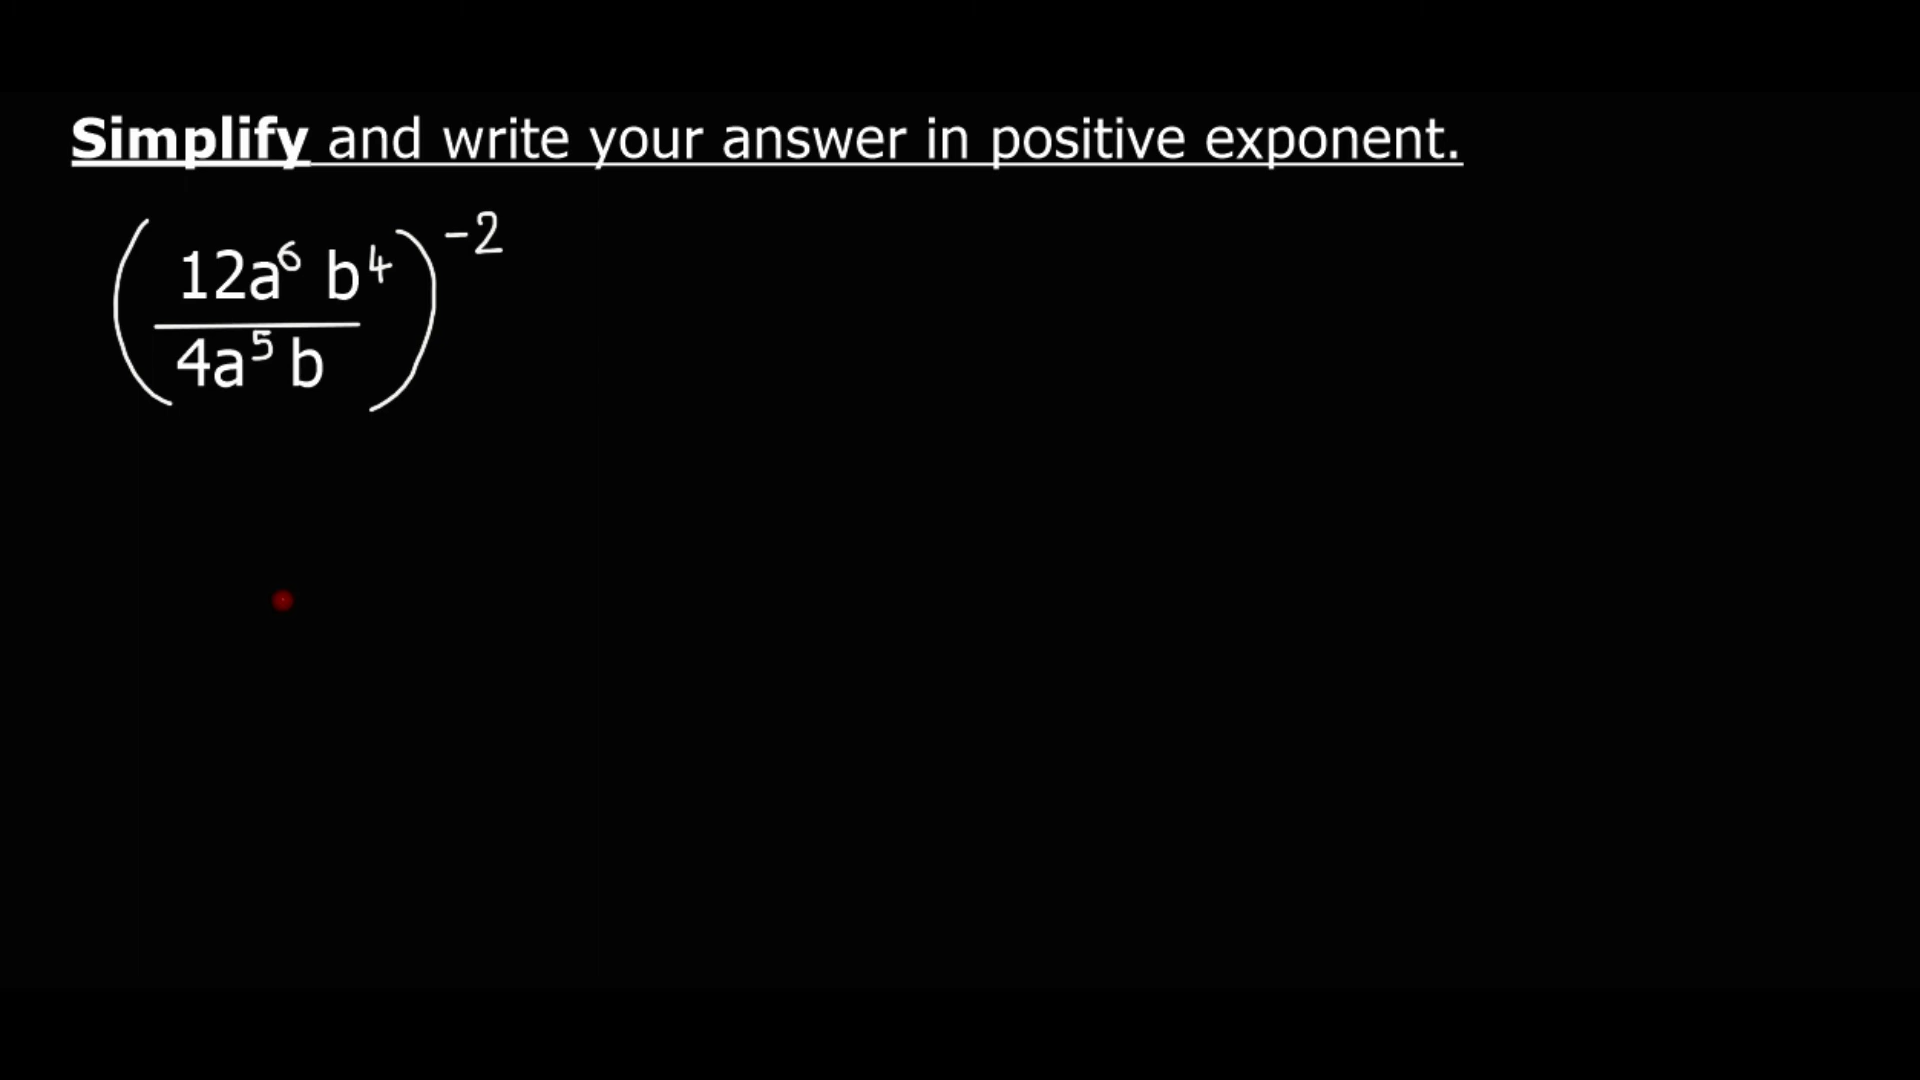 Simplify and write your answer in positive exponent.
(12a⁶ b⁴)⁻²
4a⁵ b